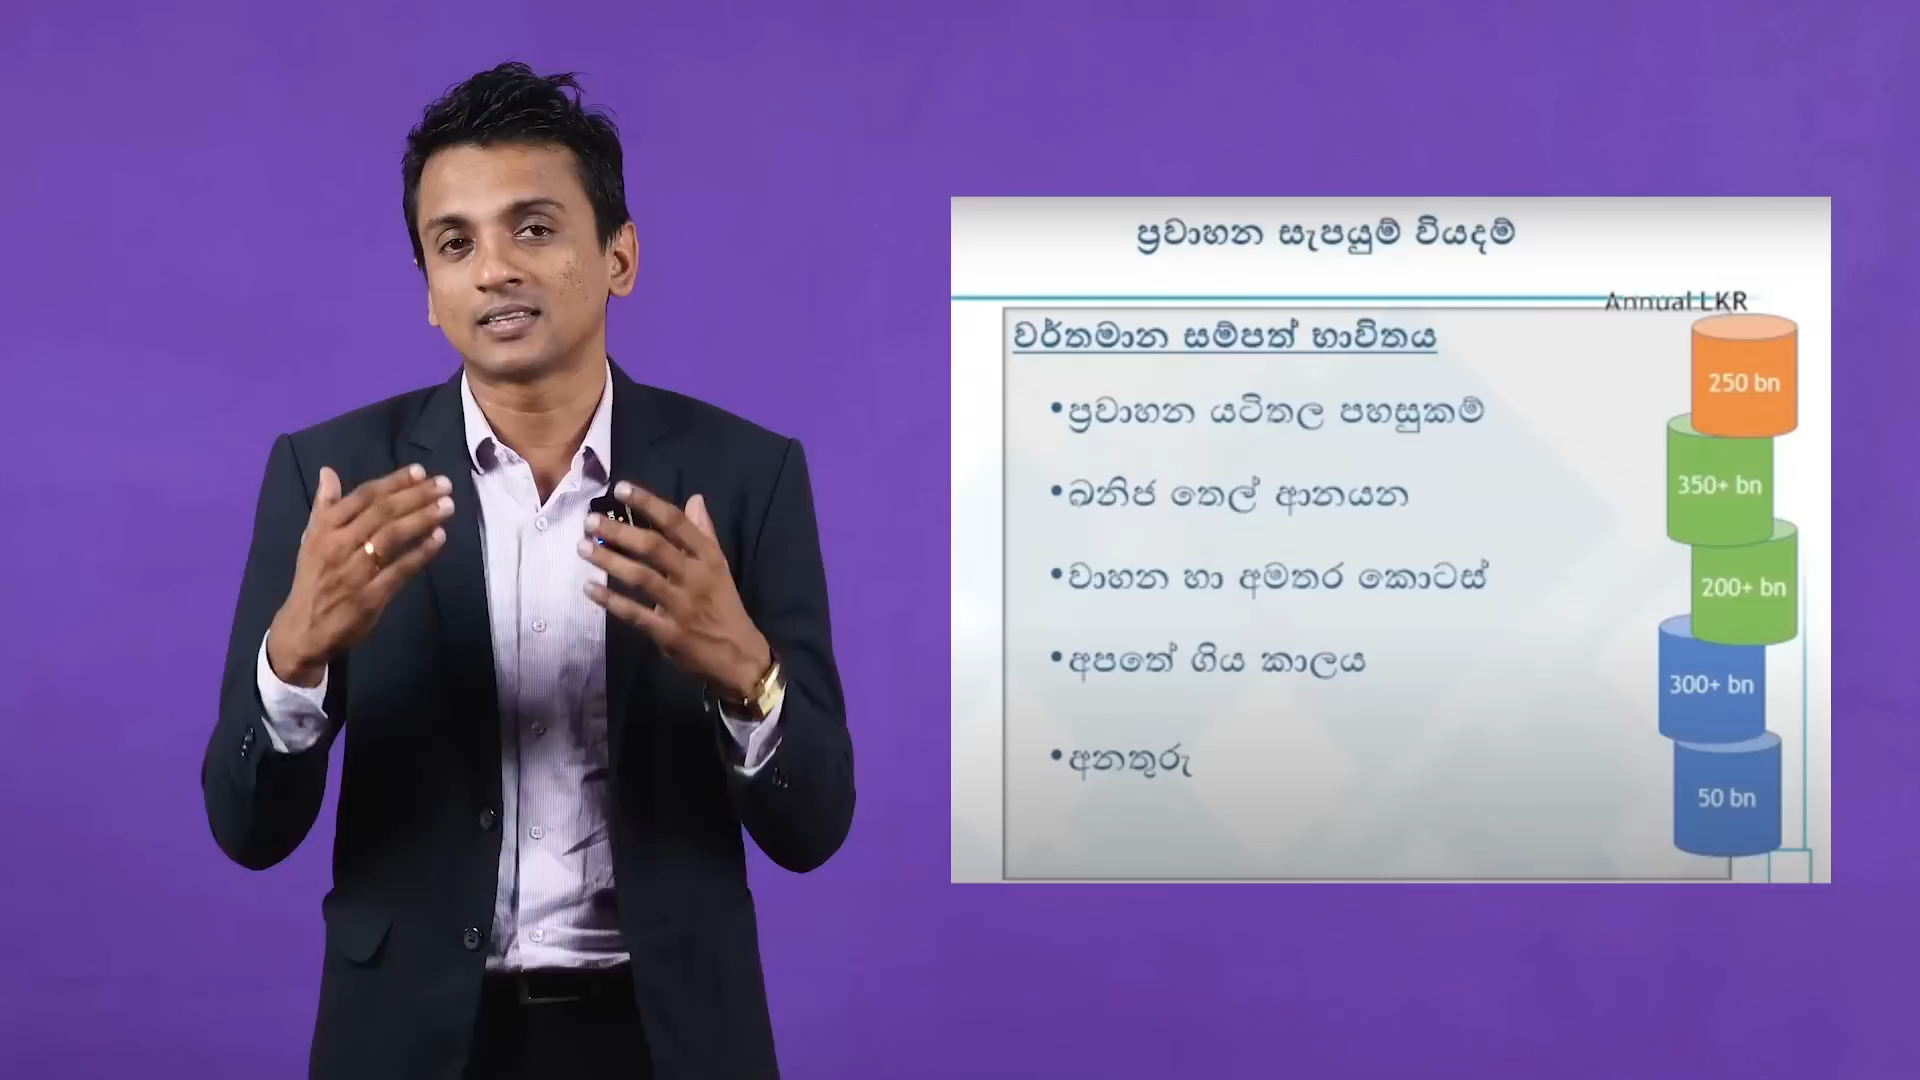 ප්‍රවාහන සැපයුම් වියදම්
Annual LKR
වර්තමාන සම්පත් භාවිතය
•ප්‍රවාහන යටිතල පහසුකම්
250 bn
•ඛනිජ තෙල් ආනයන
350+ bn
•වාහන හා අමතර කොටස්
200+ bn
•අපතේ ගිය කාලය
300+ bn
•අනතුරු
50 bn